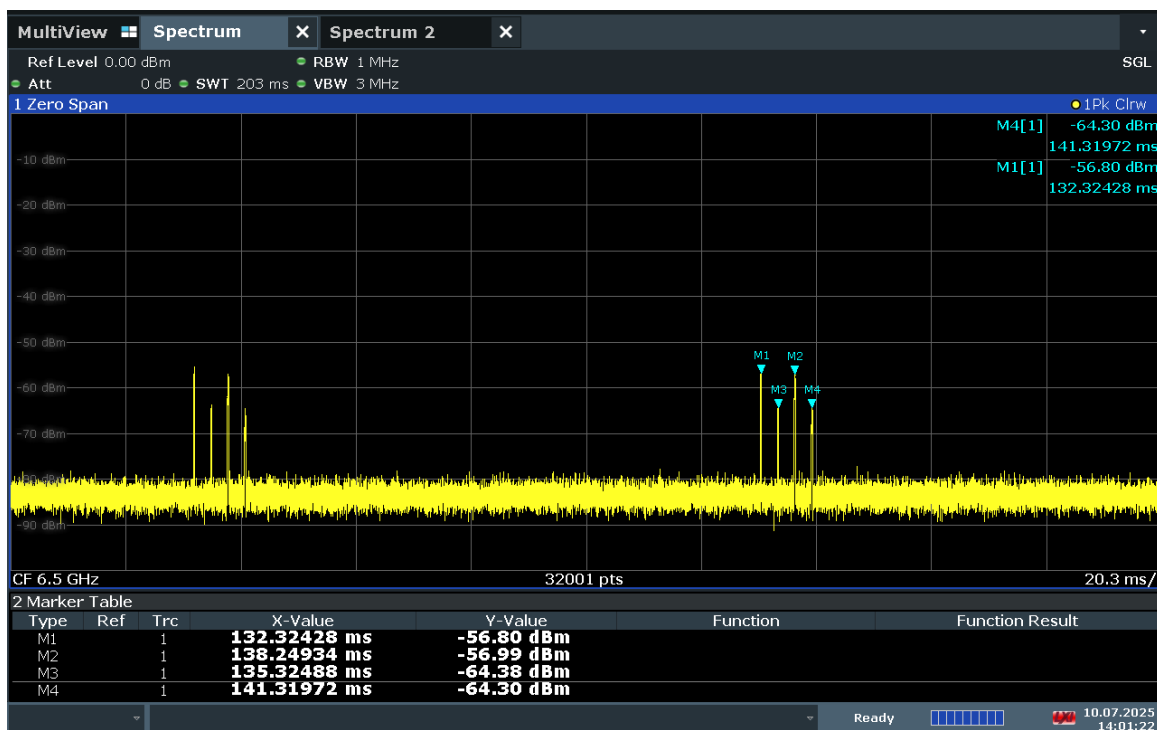 MultiView Spectrum X Spectrum 2 X
Ref Level 0.00 dBm RBW 1 MHz SGL
Att 0 dB SWT 203 ms VBW 3 MHz
1 Zero Span 1Pk Clrw
M4[1] -64.30 dBm
141.31972 ms
-10 dBm
M1[1] -56.80 dBm
132.32428 ms
-20 dBm
-30 dBm
-40 dBm
-50 dBm
M1 M2
-60 dBm
M3 M4
-70 dBm
-80 dBm
-90 dBm
CF 6.5 GHz 32001 pts 20.3 ms/
2 Marker Table
Type Ref Trc X-Value Y-Value Function Function Result
M1 1 132.32428 ms -56.80 dBm
M2 1 138.24934 ms -56.99 dBm
M3 1 135.32488 ms -64.38 dBm
M4 1 141.31972 ms -64.30 dBm
Ready 10.07.2025
14:01:22